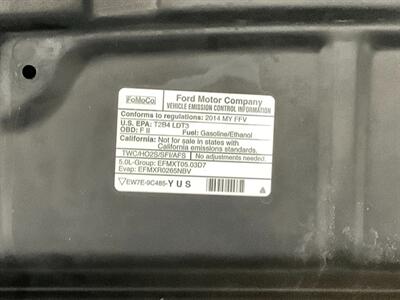 FoMoCo
Ford Motor Company
VEHICLE EMISSION CONTROL INFORMATION
Conforms to regulations: 2014 MY FFV
U.S. EPA: T2B4 LDT3
OBD: F II Fuel: Gasoline/Ethanol
California: Not for sale in states with
California emissions standards.
TWC/HO2S/SFI/AFS No adjustments needed.
5.0L-Group: EFMXT05.03D7
Evap: EFMXR0265NBV
EW7E-9C485-YUS